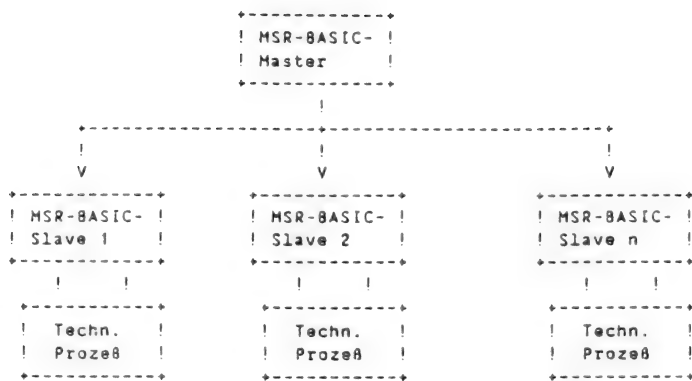 MSR-BASIC-
Master
MSR-BASIC- MSR-BASIC- MSR-BASIC-
Slave 1 Slave 2 Slave n
Techn. Techn. Techn.
Prozeß Prozeß Prozeß